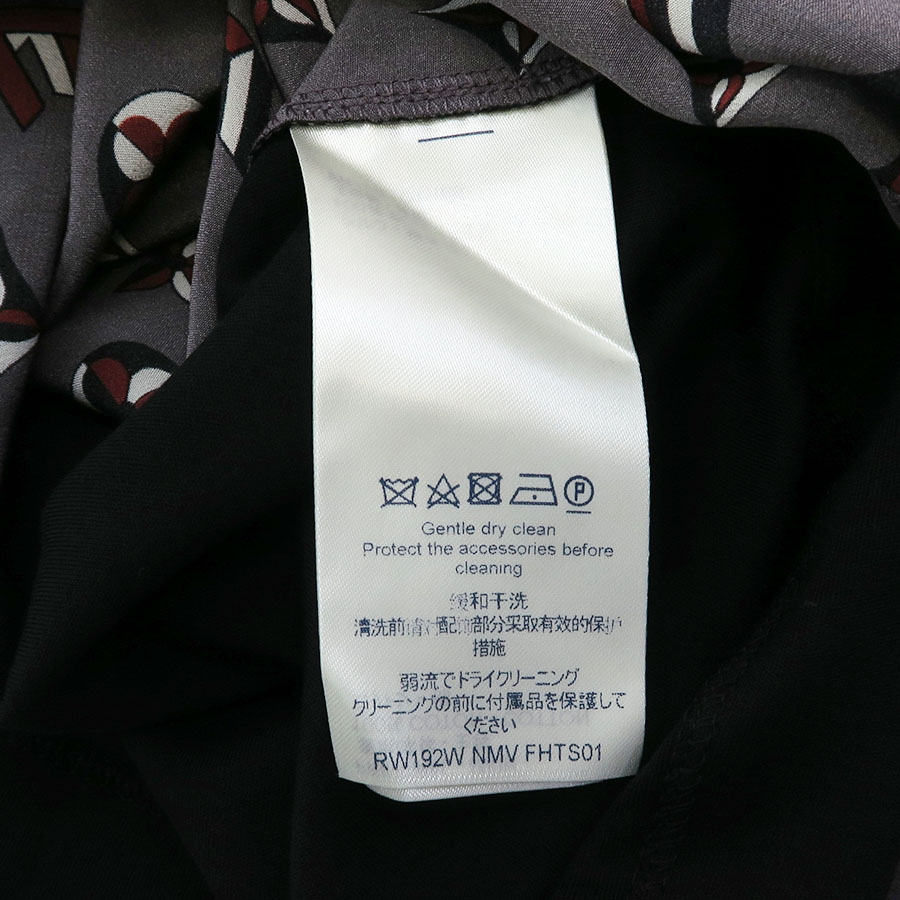 P
Gentle dry clean
Protect the accessories before
cleaning
缓和干洗
清洗前请对配饰部分采取有效的保护
措施
弱流でドライクリーニング
クリーニングの前に付属品を保護して
ください
RW192W NMV FHTS01